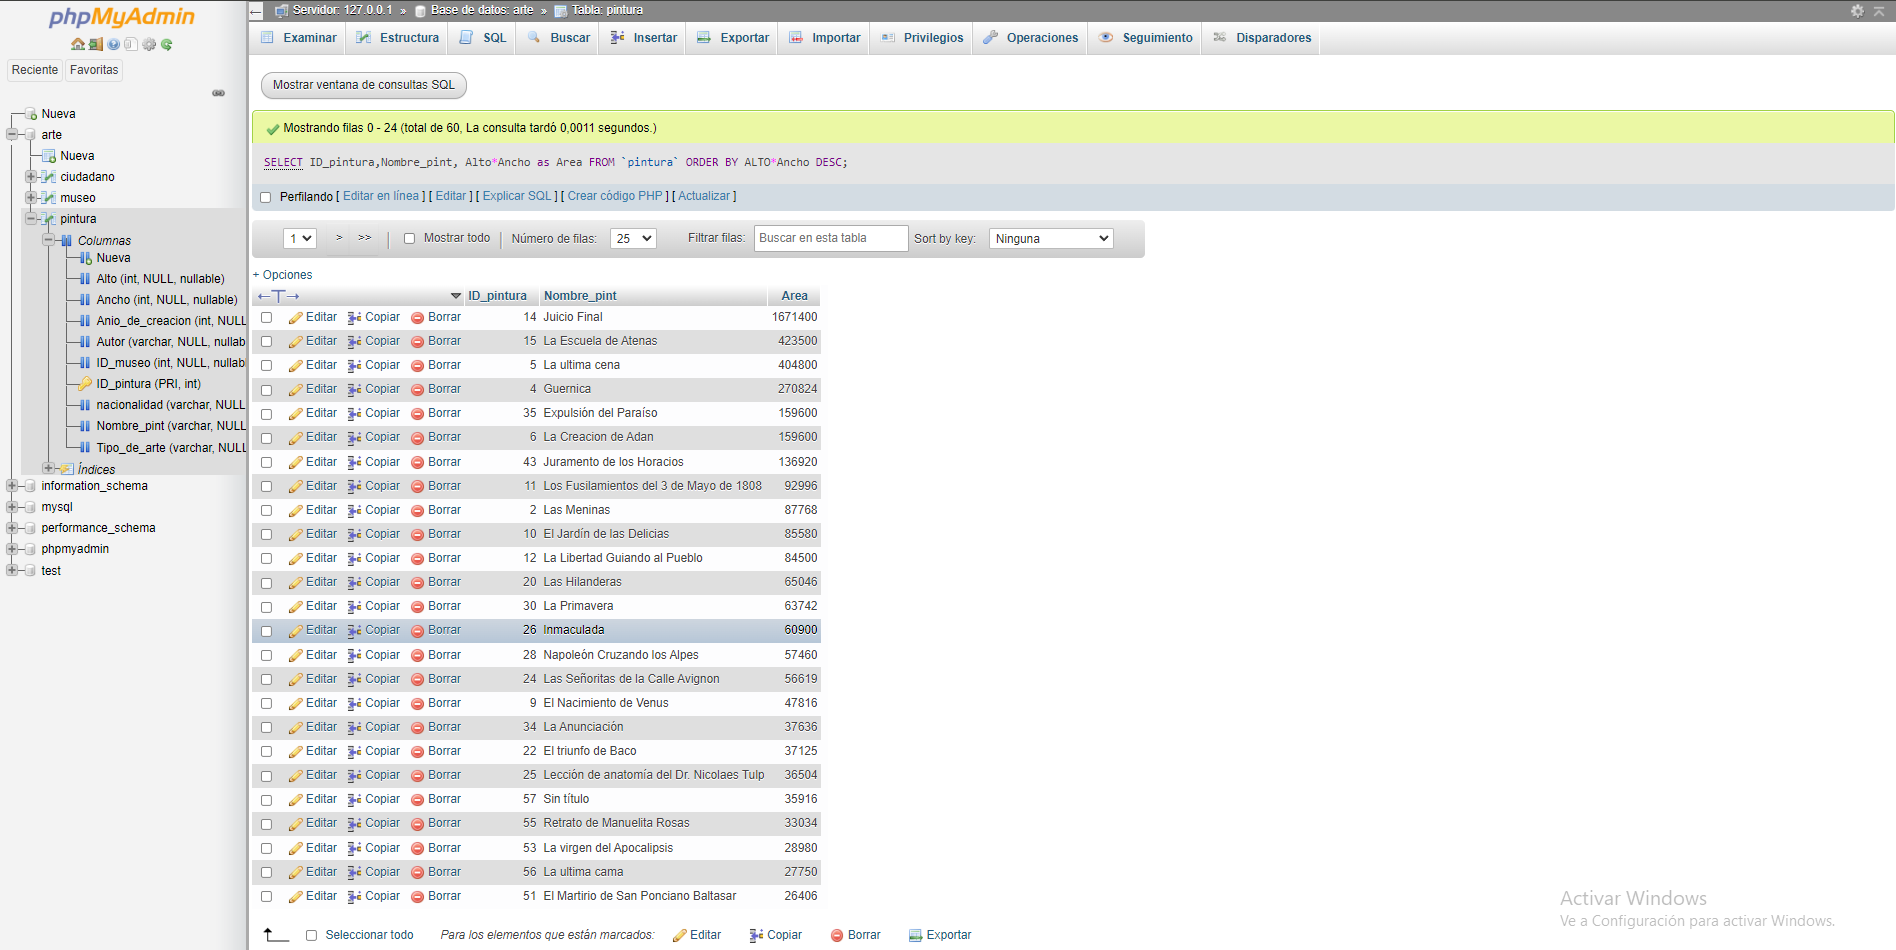 phpMyAdmin
Reciente Favoritas
Nueva
arte
Nueva
ciudadano
museo
pintura
Columnas
Nueva
Alto (int, NULL, nullable)
Ancho (int, NULL, nullable)
Anio_de_creacion (int, NULL
Autor (varchar, NULL, nullab
ID_museo (int, NULL, nullab
ID_pintura (PRI, int)
nacionalidad (varchar, NULL
Nombre_pint (varchar, NULL
Tipo_de_arte (varchar, NULL
Índices
information_schema
mysql
performance_schema
phpmyadmin
test
Servidor: 127.0.0.1 » Base de datos: arte » Tabla: pintura
Examinar Estructura SQL Buscar Insertar Exportar Importar Privilegios Operaciones Seguimiento Disparadores
Mostrar ventana de consultas SQL
Mostrando filas 0 - 24 (total de 60, La consulta tardó 0,0011 segundos.)
SELECT ID_pintura,Nombre_pint, Alto*Ancho as Area FROM `pintura` ORDER BY ALTO*Ancho DESC;
Perfilando [ Editar en línea ] [ Editar ] [ Explicar SQL ] [ Crear código PHP ] [ Actualizar ]
1 > >> | Mostrar todo | Número de filas: 25 Filtrar filas: Buscar en esta tabla Sort by key: Ninguna
+ Opciones
←T→ ID_pintura Nombre_pint Area
Editar Copiar Borrar 14 Juicio Final 1671400
Editar Copiar Borrar 15 La Escuela de Atenas 423500
Editar Copiar Borrar 5 La ultima cena 404800
Editar Copiar Borrar 4 Guernica 270824
Editar Copiar Borrar 35 Expulsión del Paraíso 159600
Editar Copiar Borrar 6 La Creacion de Adan 159600
Editar Copiar Borrar 43 Juramento de los Horacios 136920
Editar Copiar Borrar 11 Los Fusilamientos del 3 de Mayo de 1808 92996
Editar Copiar Borrar 2 Las Meninas 87768
Editar Copiar Borrar 10 El Jardín de las Delicias 85580
Editar Copiar Borrar 12 La Libertad Guiando al Pueblo 84500
Editar Copiar Borrar 20 Las Hilanderas 65046
Editar Copiar Borrar 30 La Primavera 63742
Editar Copiar Borrar 26 Inmaculada 60900
Editar Copiar Borrar 28 Napoleón Cruzando los Alpes 57460
Editar Copiar Borrar 24 Las Señoritas de la Calle Avignon 56619
Editar Copiar Borrar 9 El Nacimiento de Venus 47816
Editar Copiar Borrar 34 La Anunciación 37636
Editar Copiar Borrar 22 El triunfo de Baco 37125
Editar Copiar Borrar 25 Lección de anatomía del Dr. Nicolaes Tulp 36504
Editar Copiar Borrar 57 Sin título 35916
Editar Copiar Borrar 55 Retrato de Manuelita Rosas 33034
Editar Copiar Borrar 53 La virgen del Apocalipsis 28980
Editar Copiar Borrar 56 La ultima cama 27750
Editar Copiar Borrar 51 El Martirio de San Ponciano Baltasar 26406
Seleccionar todo Para los elementos que están marcados: Editar Copiar Borrar Exportar
Activar Windows
Ve a Configuración para activar Windows.